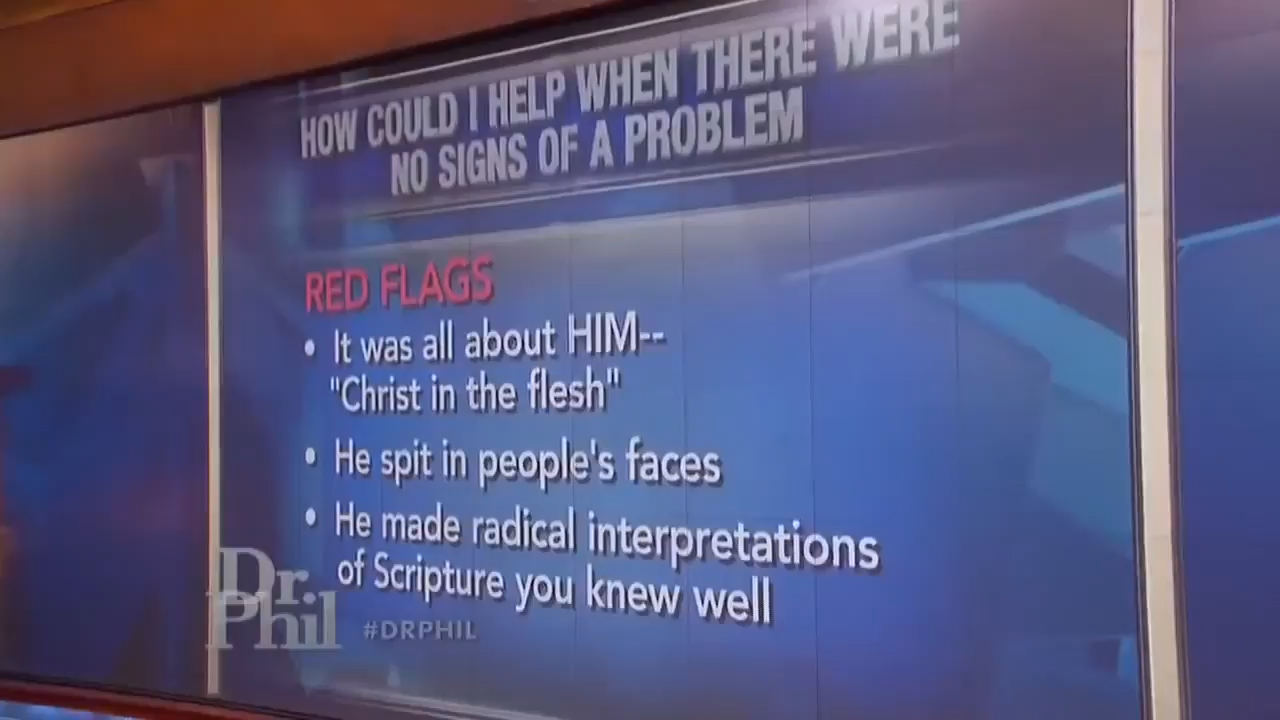 HOW COULD I HELP WHEN THERE WERE
NO SIGNS OF A PROBLEM
RED FLAGS
• It was all about HIM--
"Christ in the flesh"
• He spit in people's faces
• He made radical interpretations
of Scripture you knew well
Dr.
Phil
#DRPHIL